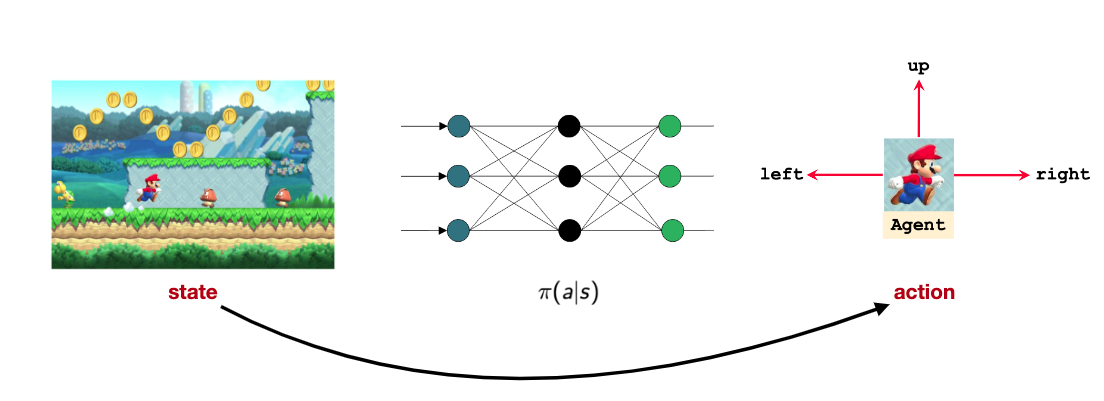 up
left
right
Agent
state
π(a|s)
action